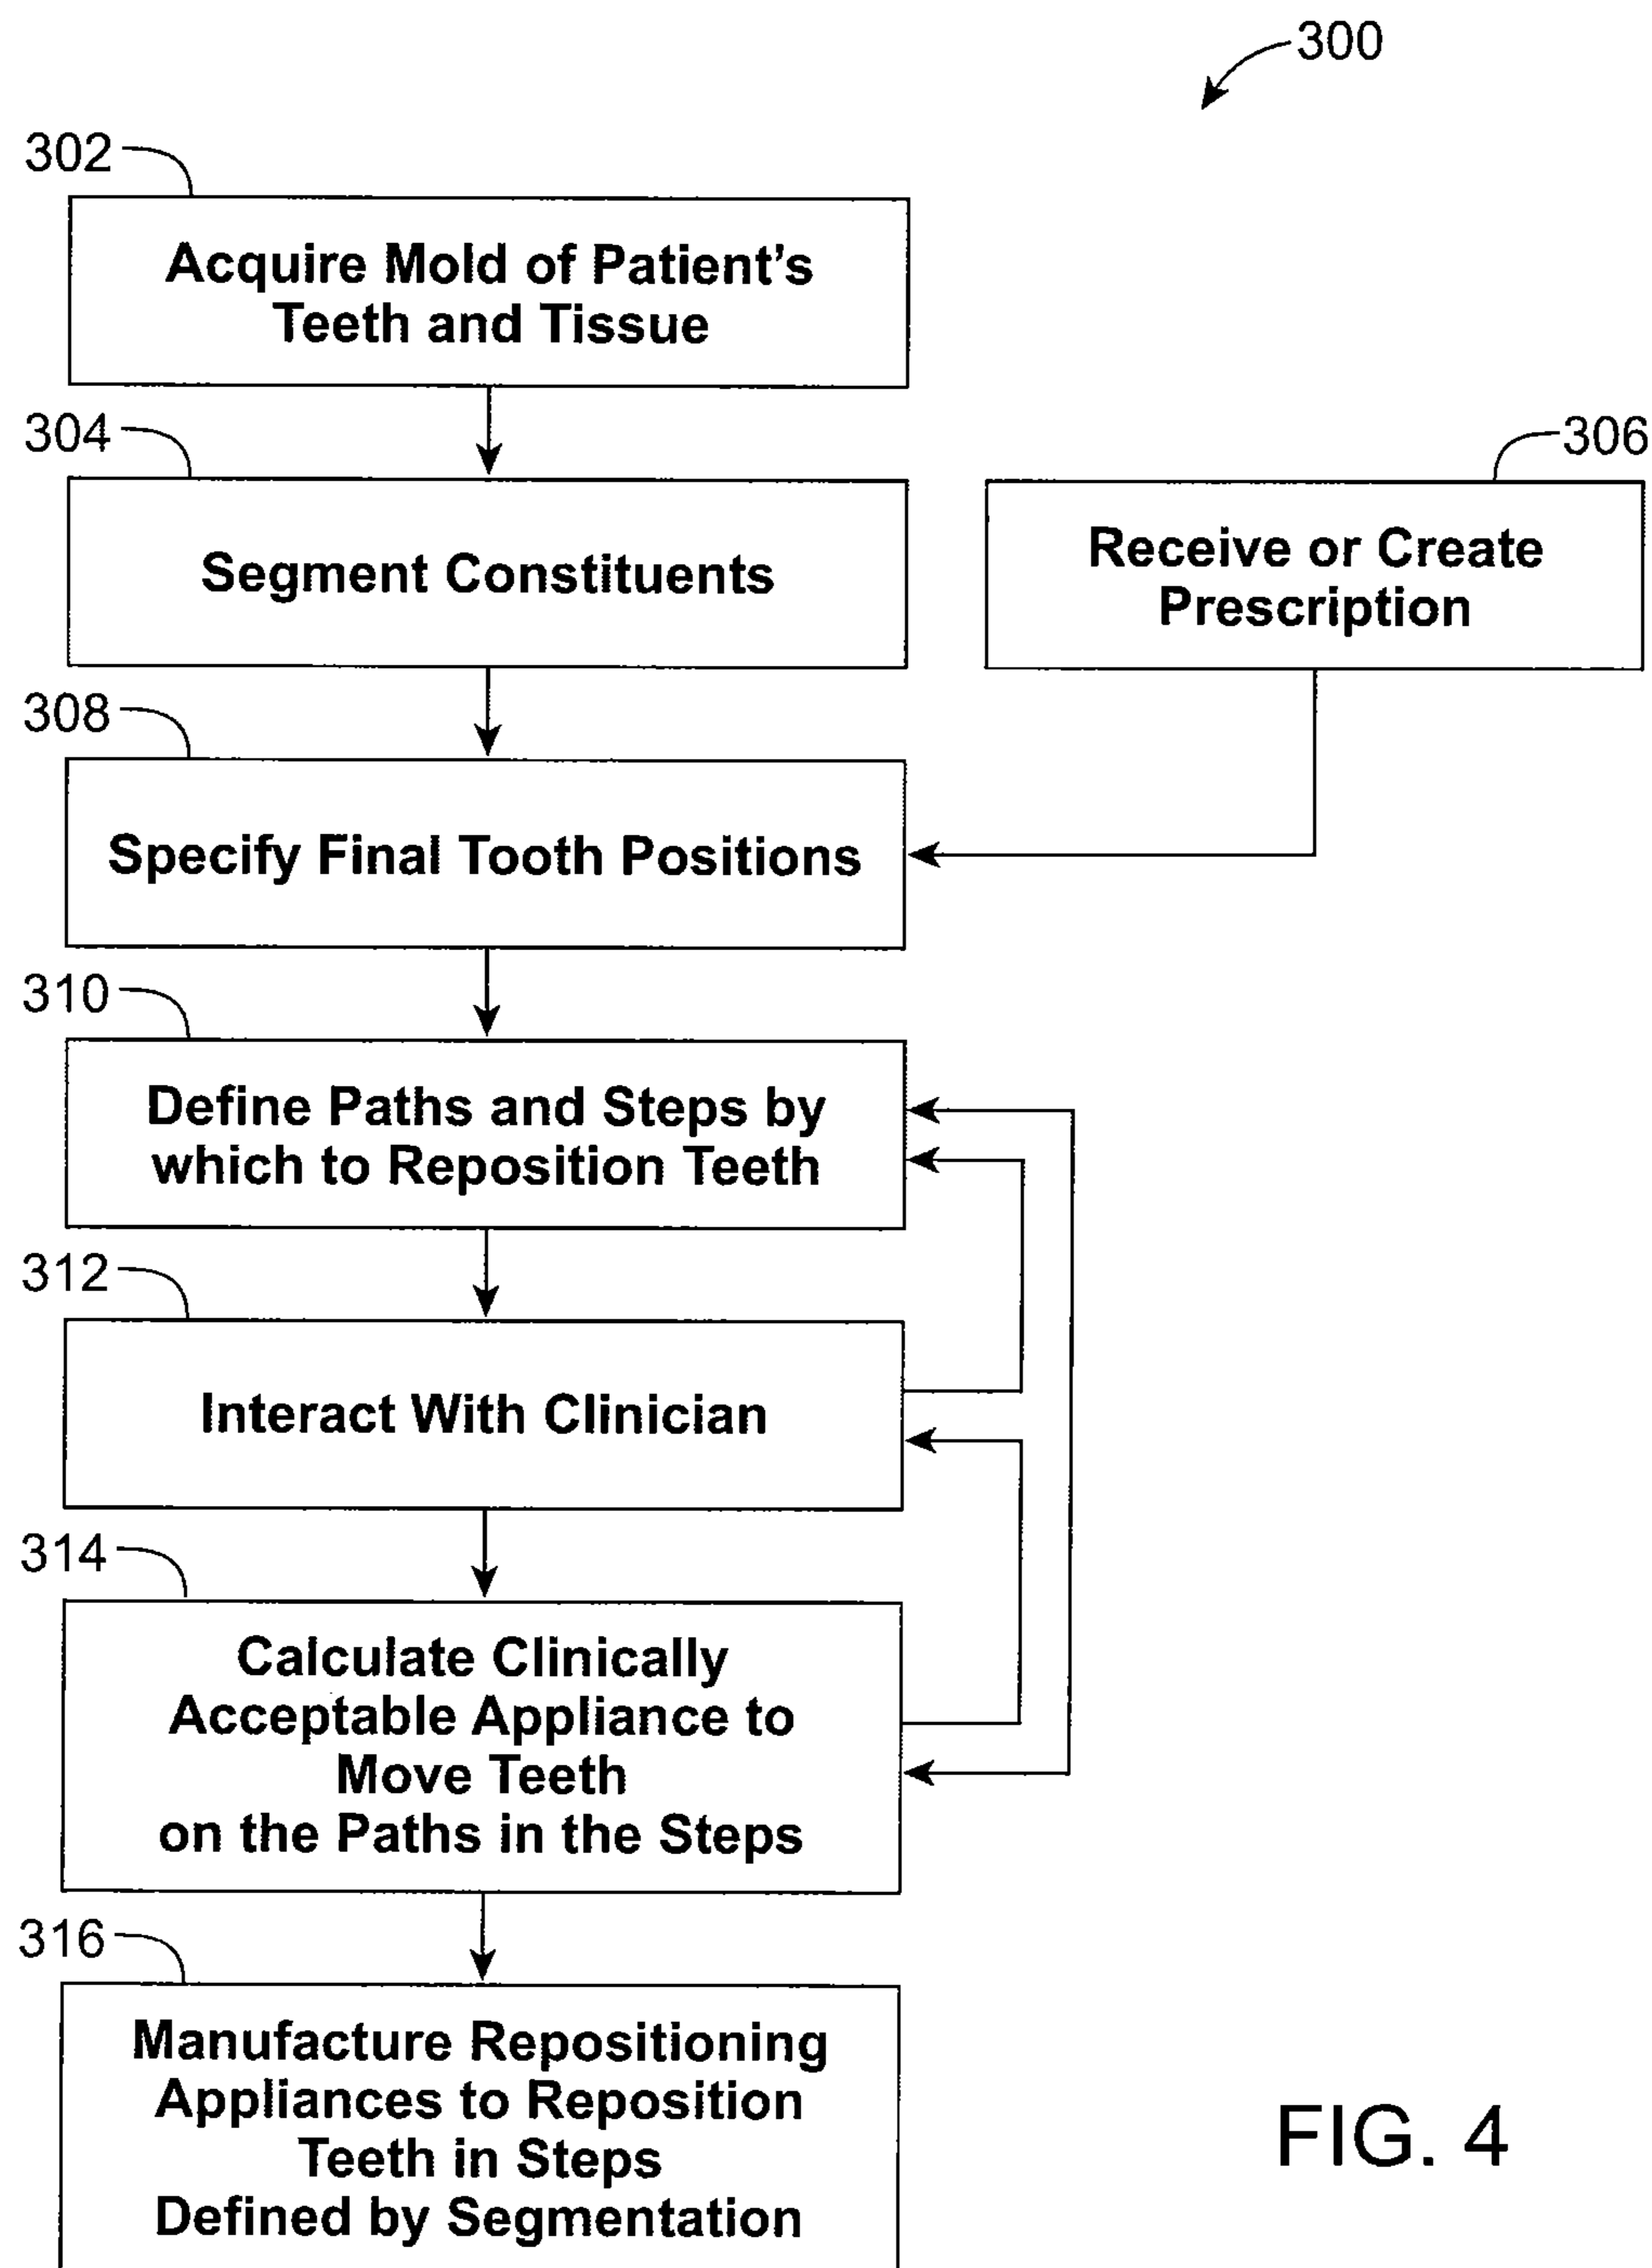 300
302
Acquire Mold of Patient's
Teeth and Tissue
304
Segment Constituents
306
Receive or Create
Prescription
308
Specify Final Tooth Positions
310
Define Paths and Steps by
which to Reposition Teeth
312
Interact With Clinician
314
Calculate Clinically
Acceptable Appliance to
Move Teeth
on the Paths in the Steps
316
Manufacture Repositioning
Appliances to Reposition
Teeth in Steps
Defined by Segmentation
FIG. 4